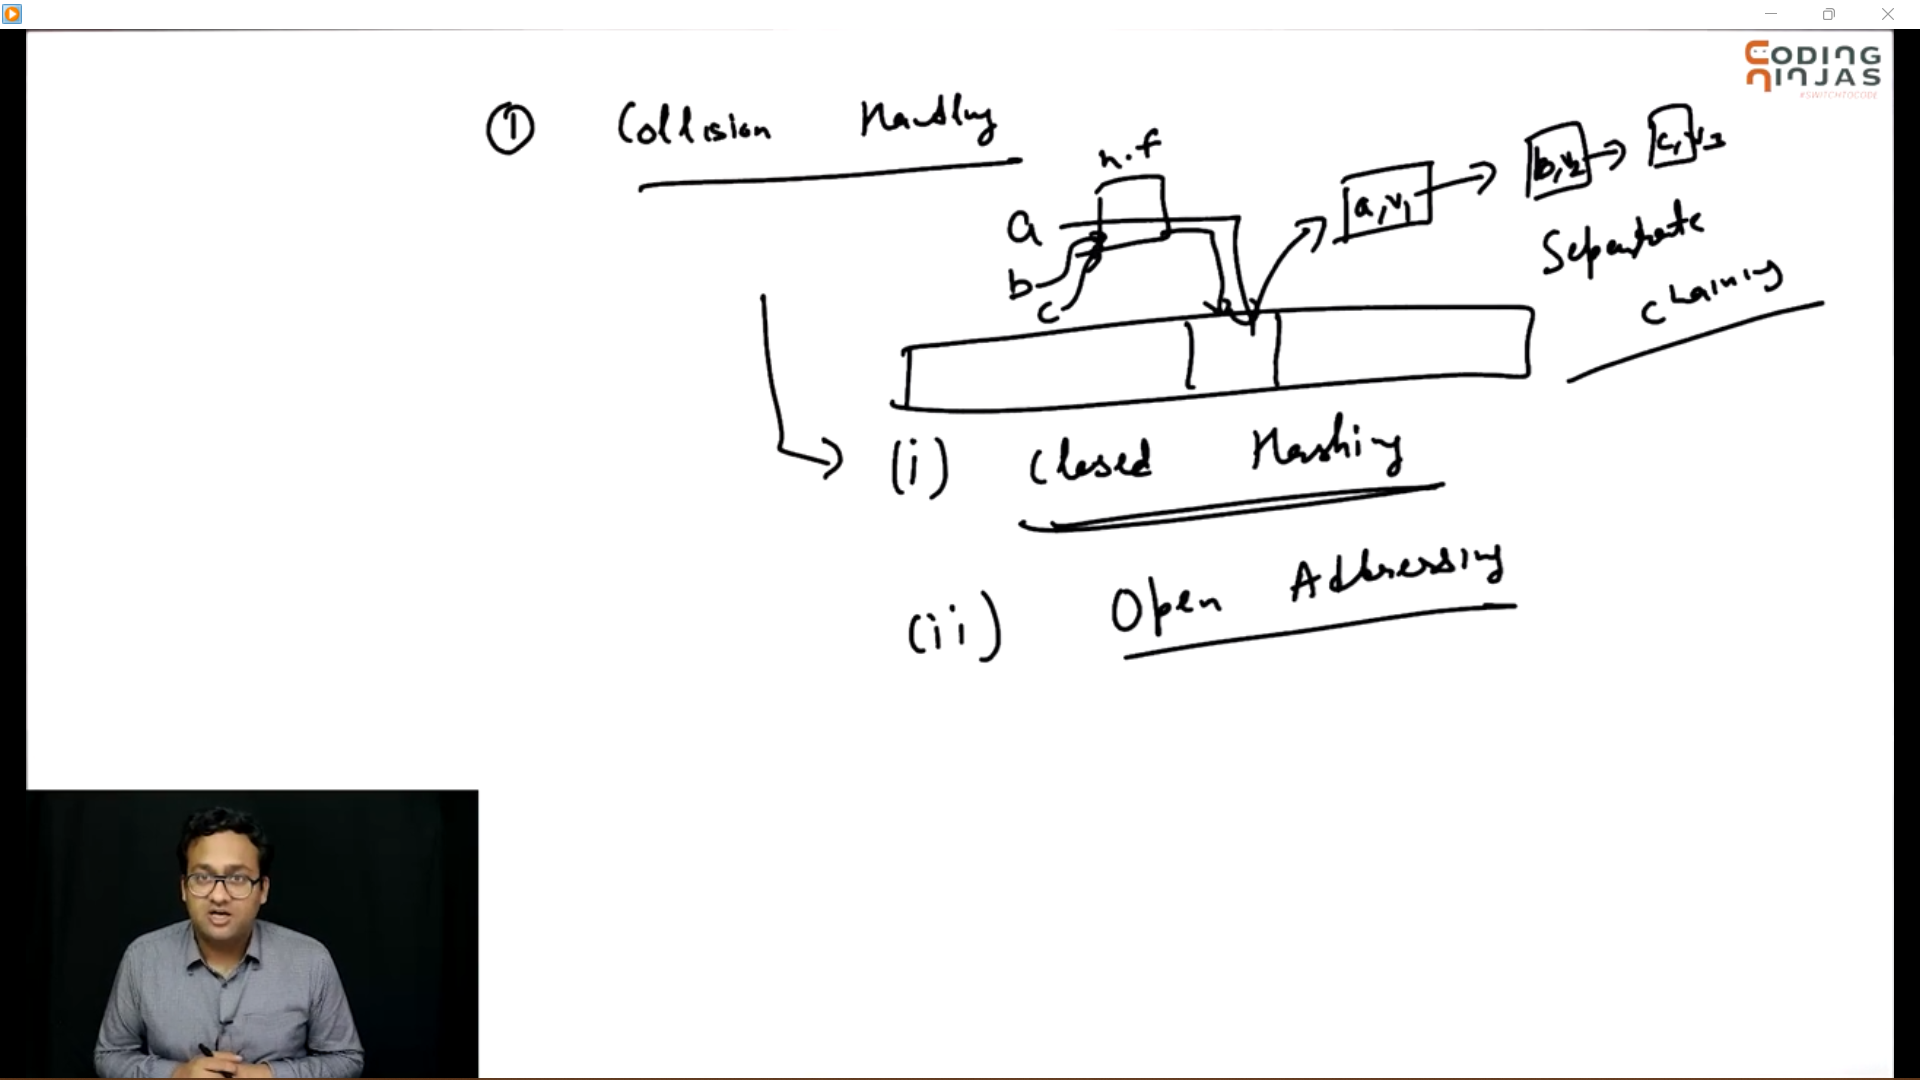 CODING NINJAS
#SWITCHTOCODE
① Collision Handling
h.f
a
b
c
a, v1
b, v2
c, v3
Separate
chaining
(i) Closed Hashing
(ii) Open Addressing